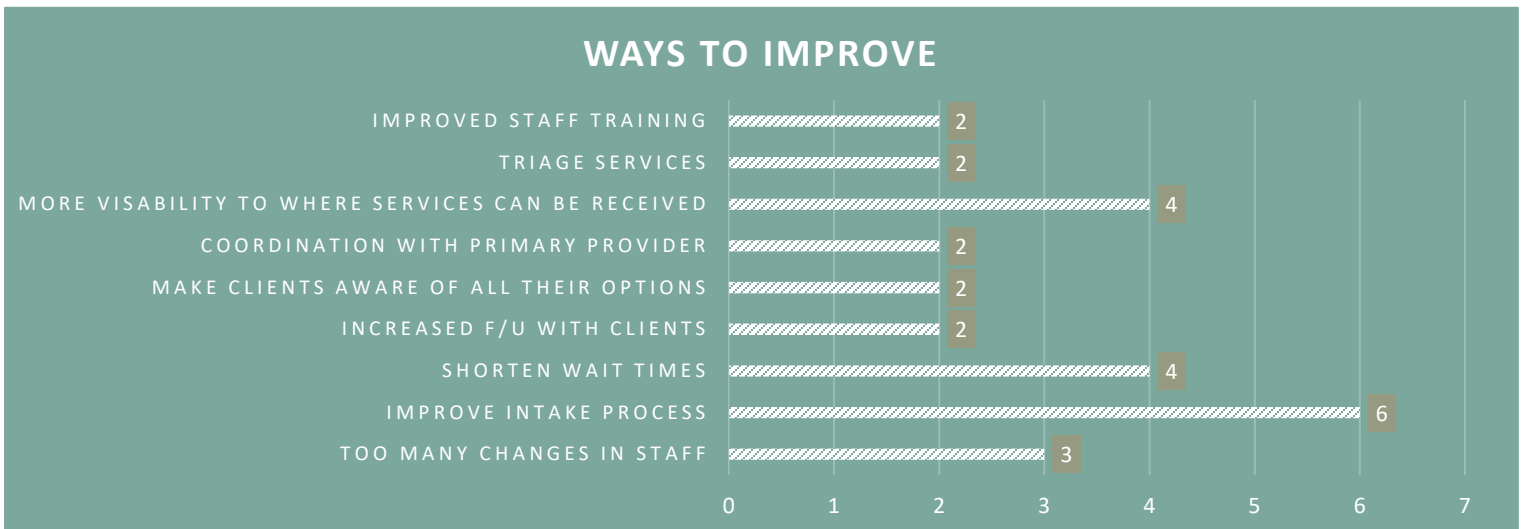 WAYS TO IMPROVE
IMPROVED STAFF TRAINING 2
TRIAGE SERVICES 2
MORE VISABILITY TO WHERE SERVICES CAN BE RECEIVED 4
COORDINATION WITH PRIMARY PROVIDER 2
MAKE CLIENTS AWARE OF ALL THEIR OPTIONS 2
INCREASED F/U WITH CLIENTS 2
SHORTEN WAIT TIMES 4
IMPROVE INTAKE PROCESS 6
TOO MANY CHANGES IN STAFF 3
0 1 2 3 4 5 6 7